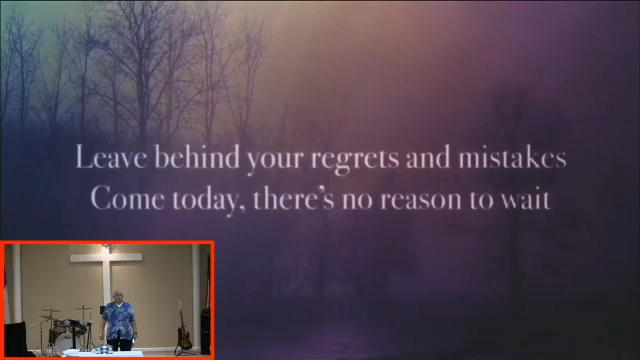 Leave behind your regrets and mistakes
Come today, there's no reason to wait